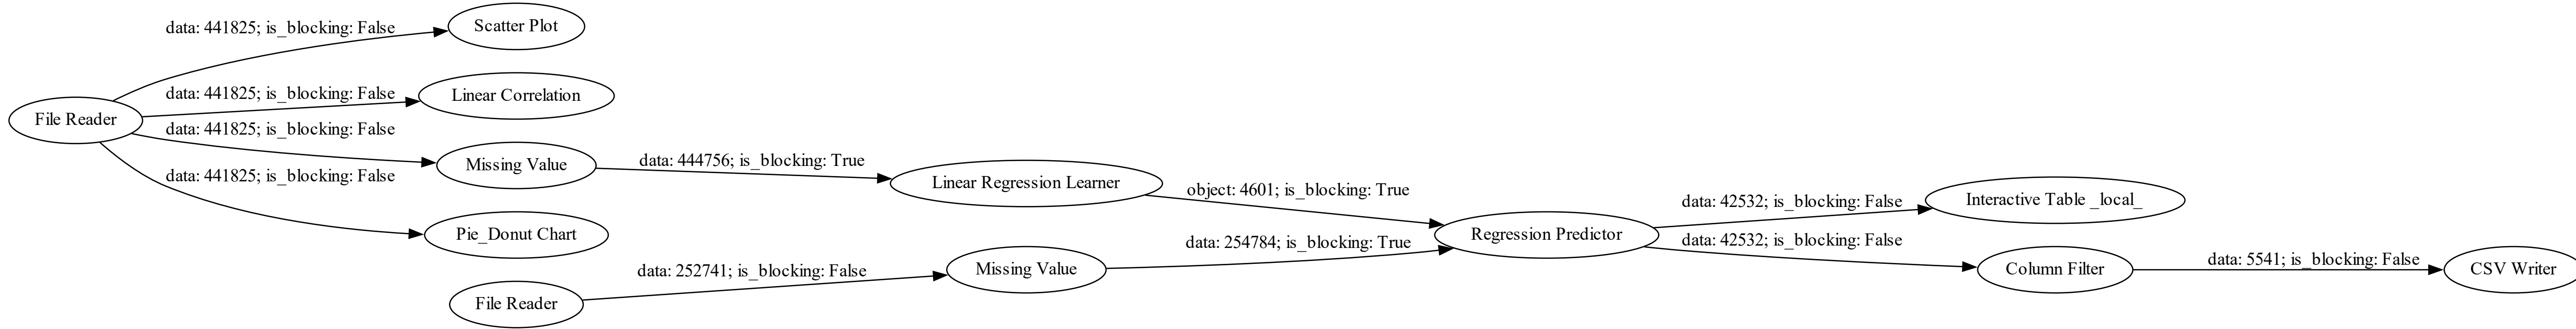 Scatter Plot
data: 441825; is_blocking: False
data: 441825; is_blocking: False
Linear Correlation
File Reader
data: 441825; is_blocking: False
Missing Value
data: 444756; is_blocking: True
data: 441825; is_blocking: False
Linear Regression Learner
object: 4601; is_blocking: True
data: 42532; is_blocking: False
Interactive Table _local_
Pie_Donut Chart
Regression Predictor
data: 254784; is_blocking: True
data: 42532; is_blocking: False
data: 252741; is_blocking: False
Missing Value
Column Filter
data: 5541; is_blocking: False
CSV Writer
File Reader